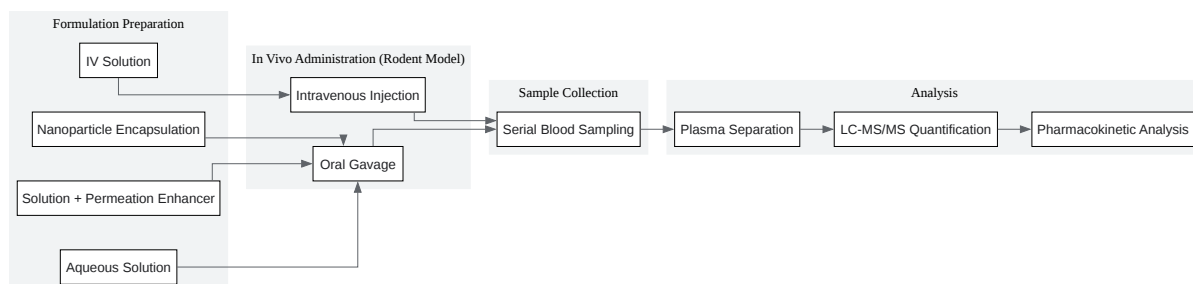 Formulation Preparation
IV Solution
Nanoparticle Encapsulation
Solution + Permeation Enhancer
Aqueous Solution
In Vivo Administration (Rodent Model)
Intravenous Injection
Oral Gavage
Sample Collection
Serial Blood Sampling
Analysis
Plasma Separation
LC-MS/MS Quantification
Pharmacokinetic Analysis